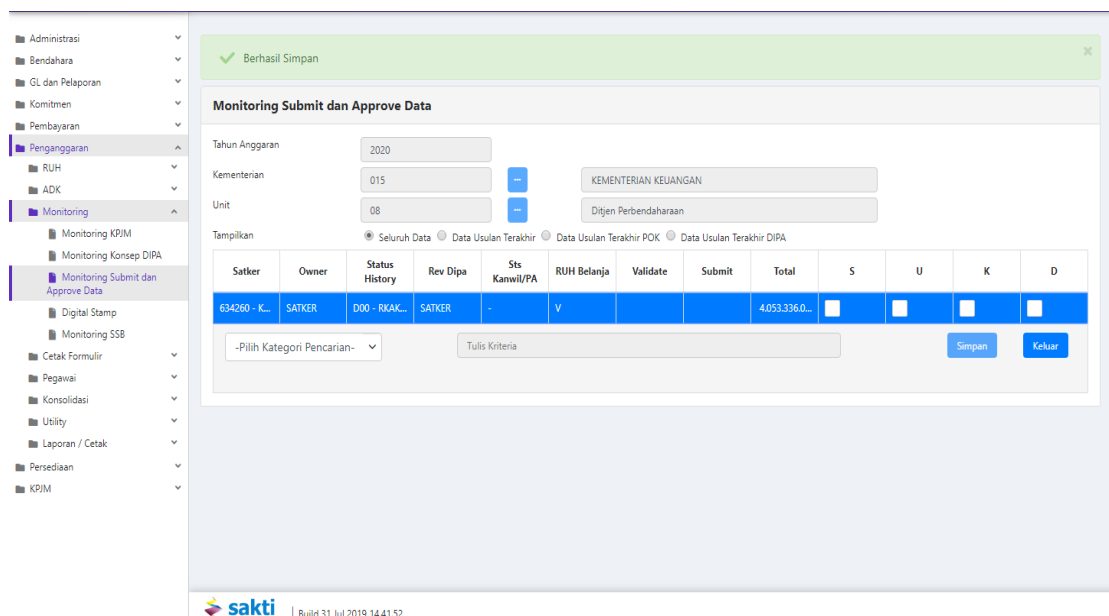 Administrasi
Bendahara
GL dan Pelaporan
Komitmen
Pembayaran
Penganggaran
RUH
ADK
Monitoring
Monitoring KPJM
Monitoring Konsep DIPA
Monitoring Submit dan
Approve Data
Digital Stamp
Monitoring SSB
Cetak Formulir
Pegawai
Konsolidasi
Utility
Laporan / Cetak
Persediaan
KPJM
Berhasil Simpan ×
Monitoring Submit dan Approve Data
Tahun Anggaran 2020
Kementerian 015 ... KEMENTERIAN KEUANGAN
Unit 08 ... Ditjen Perbendaharaan
Tampilkan Seluruh Data Data Usulan Terakhir Data Usulan Terakhir POK Data Usulan Terakhir DIPA
Satker Owner Status History Rev Dipa Sts Kanwil/PA RUH Belanja Validate Submit Total S U K D
634260 - K... SATKER D00 - RKAK... SATKER - V 4.053.336.0...
-Pilih Kategori Pencarian- Tulis Kriteria Simpan Keluar
sakti | Build 31 Jul 2019 14.41.52